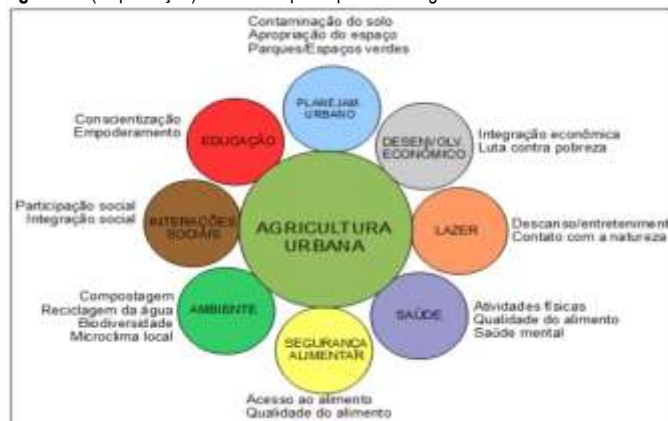 Contaminação do solo
Apropriação do espaço
Parques/Espaços verdes
PLANEJAM.
URBANO
Conscientização
Empoderamento
EDUCAÇÃO
DESENVOLV.
ECONÔMICO
Integração econômica
Luta contra pobreza
Participação social
Integração social
INTERAÇÕES
SOCIAIS
AGRICULTURA
URBANA
LAZER
Descanso/entreteniment
Contato com a natureza
Compostagem
Reciclagem da água
Biodiversidade
Microclima local
AMBIENTE
SAÚDE
Atividades físicas
Qualidade do alimento
Saúde mental
SEGURANÇA
ALIMENTAR
Acesso ao alimento
Qualidade do alimento